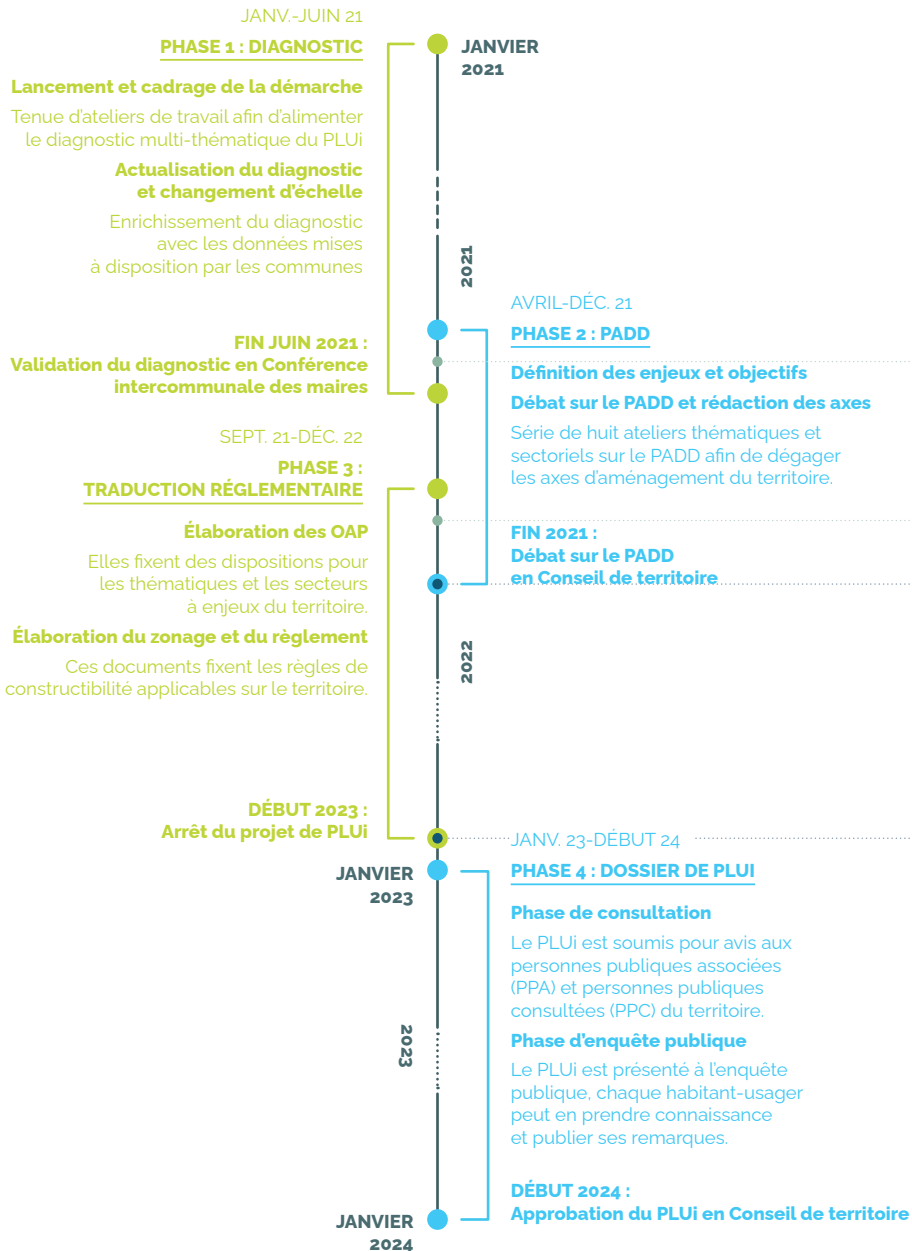 JANV.-JUIN 21
PHASE 1 : DIAGNOSTIC
Lancement et cadrage de la démarche
Tenue d'ateliers de travail afin d'alimenter
le diagnostic multi-thématique du PLUi
Actualisation du diagnostic
et changement d'échelle
Enrichissement du diagnostic
avec les données mises
à disposition par les communes
FIN JUIN 2021 :
Validation du diagnostic en Conférence
intercommunale des maires
JANVIER
2021
2021
AVRIL-DÉC. 21
PHASE 2 : PADD
Définition des enjeux et objectifs
Débat sur le PADD et rédaction des axes
Série de huit ateliers thématiques et
sectoriels sur le PADD afin de dégager
les axes d'aménagement du territoire.
FIN 2021 :
Débat sur le PADD
en Conseil de territoire
SEPT. 21-DÉC. 22
PHASE 3 :
TRADUCTION RÉGLEMENTAIRE
Élaboration des OAP
Elles fixent des dispositions pour
les thématiques et les secteurs
à enjeux du territoire.
Élaboration du zonage et du règlement
Ces documents fixent les règles de
constructibilité applicables sur le territoire.
DÉBUT 2023 :
Arrêt du projet de PLUi
2022
JANVIER
2023
JANV. 23-DÉBUT 24
PHASE 4 : DOSSIER DE PLUI
Phase de consultation
Le PLUi est soumis pour avis aux
personnes publiques associées
(PPA) et personnes publiques
consultées (PPC) du territoire.
Phase d'enquête publique
Le PLUi est présenté à l'enquête
publique, chaque habitant-usager
peut en prendre connaissance
et publier ses remarques.
DÉBUT 2024 :
Approbation du PLUi en Conseil de territoire
2023
JANVIER
2024